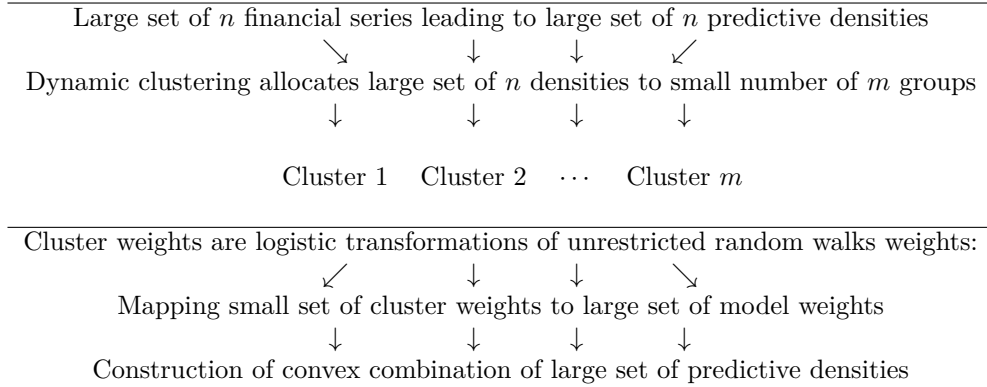 Large set of n financial series leading to large set of n predictive densities
↘ ↓ ↓ ↙
Dynamic clustering allocates large set of n densities to small number of m groups
↓ ↓ ↓ ↓
Cluster 1 Cluster 2 ⋯ Cluster m
Cluster weights are logistic transformations of unrestricted random walks weights:
↙ ↓ ↓ ↘
Mapping small set of cluster weights to large set of model weights
↓ ↓ ↓ ↓
Construction of convex combination of large set of predictive densities